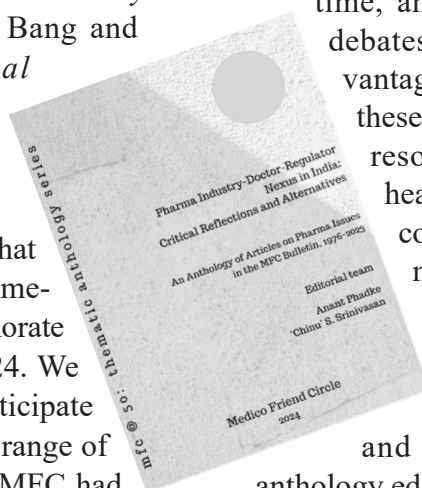 Bang and
al
hat
me-
orate
24. We
ticipate
range of
MFC had
mfc @ 50: thematic anthology series
Pharma Industry-Doctor-Regulator
Nexus in India:
Critical Reflections and Alternatives
An Anthology of Articles on Pharma Issues
in the MFC Bulletin, 1976-2023
Editorial team
Anant Phadke
'Chinu' S. Srinivasan
Medico Friend Circle
2024
time, an
debates
vantag
these
reso
hea
co
and
anthology ed